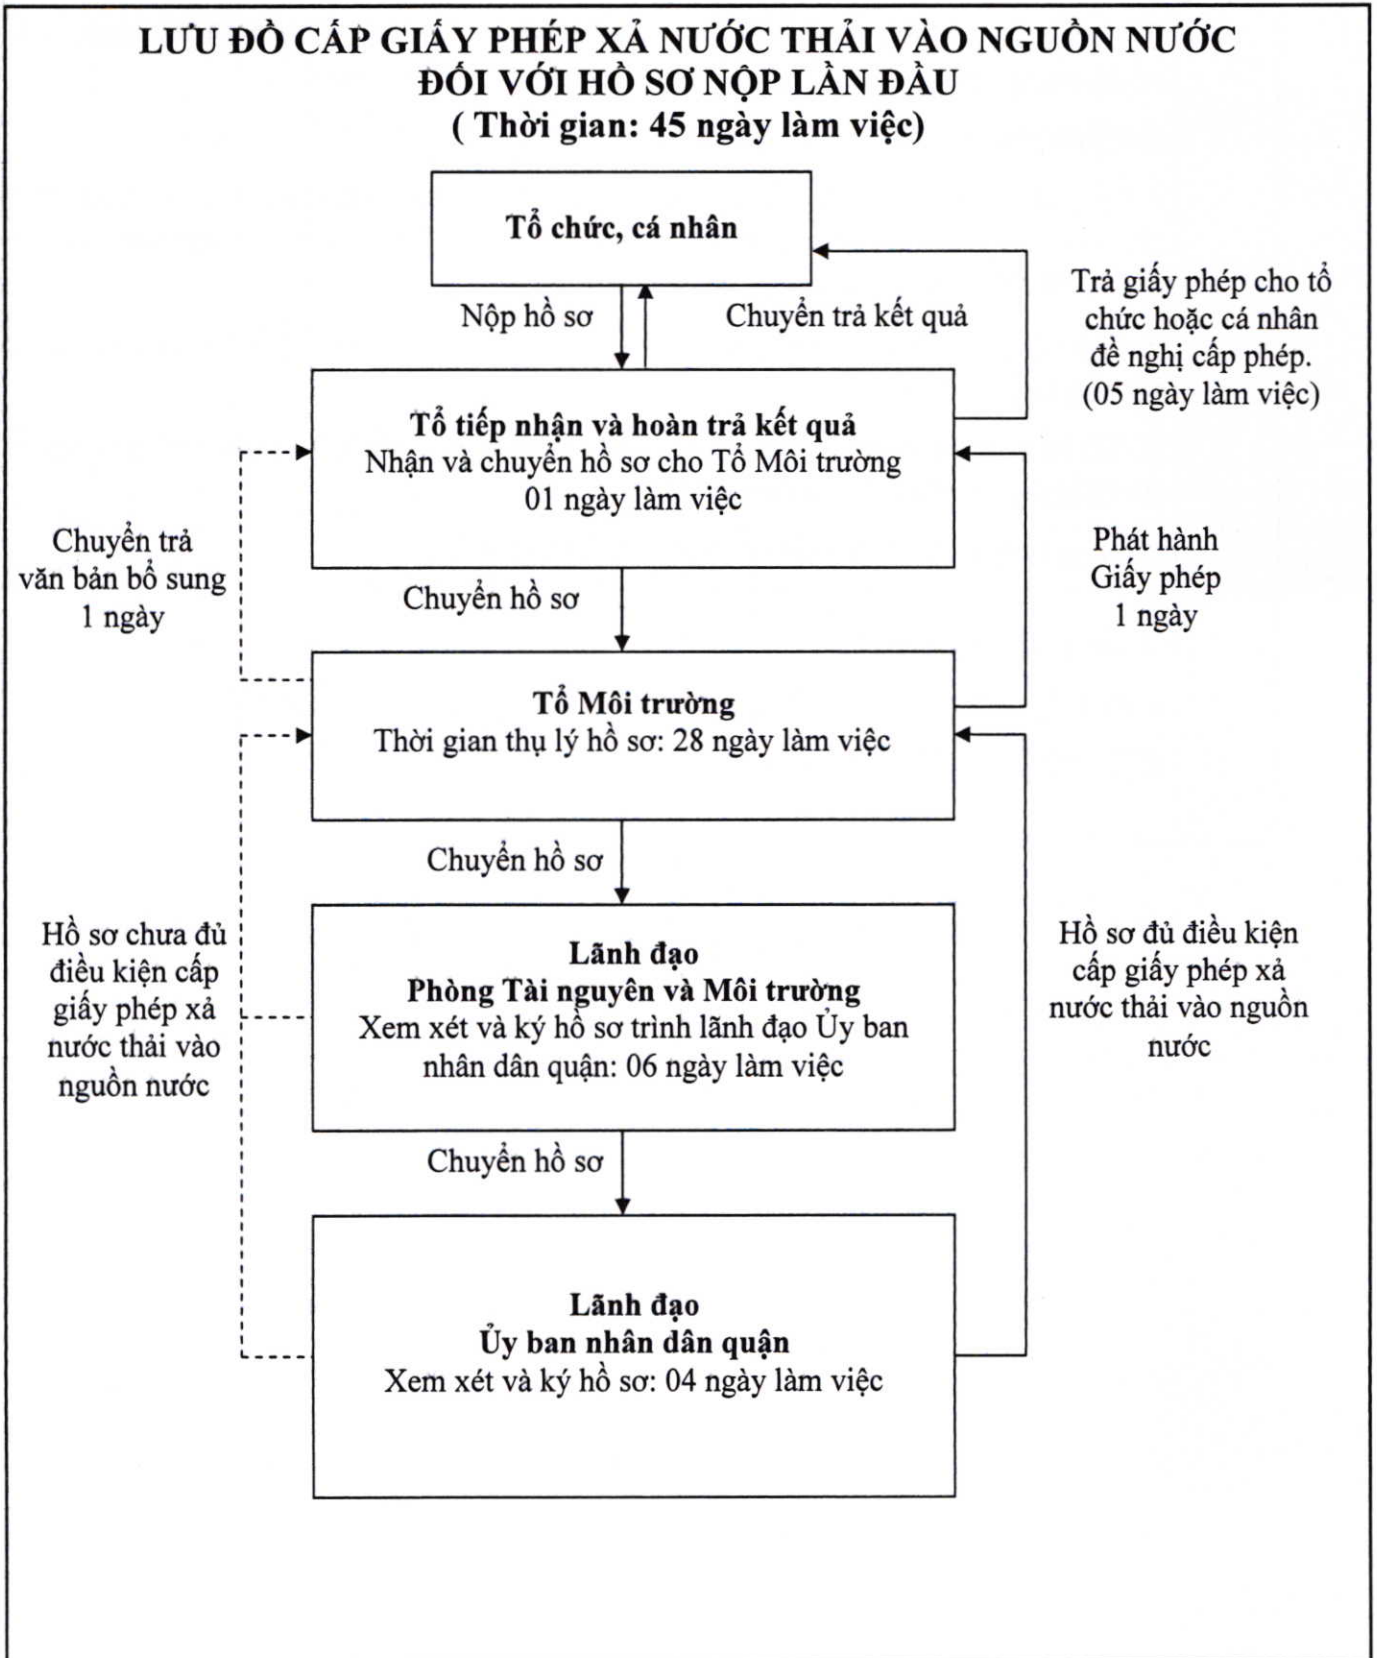 LƯU ĐỒ CẤP GIẤY PHÉP XẢ NƯỚC THẢI VÀO NGUỒN NƯỚC
ĐỐI VỚI HỒ SƠ NỘP LẦN ĐẦU
( Thời gian: 45 ngày làm việc)
Tổ chức, cá nhân
Nộp hồ sơ
Chuyển trả kết quả
Trả giấy phép cho tổ
chức hoặc cá nhân
đề nghị cấp phép.
(05 ngày làm việc)
Tổ tiếp nhận và hoàn trả kết quả
Nhận và chuyển hồ sơ cho Tổ Môi trường
01 ngày làm việc
Chuyển trả
văn bản bổ sung
1 ngày
Chuyển hồ sơ
Phát hành
Giấy phép
1 ngày
Tổ Môi trường
Thời gian thụ lý hồ sơ: 28 ngày làm việc
Chuyển hồ sơ
Hồ sơ chưa đủ
điều kiện cấp
giấy phép xả
nước thải vào
nguồn nước
Lãnh đạo
Phòng Tài nguyên và Môi trường
Xem xét và ký hồ sơ trình lãnh đạo Ủy ban
nhân dân quận: 06 ngày làm việc
Hồ sơ đủ điều kiện
cấp giấy phép xả
nước thải vào nguồn
nước
Chuyển hồ sơ
Lãnh đạo
Ủy ban nhân dân quận
Xem xét và ký hồ sơ: 04 ngày làm việc